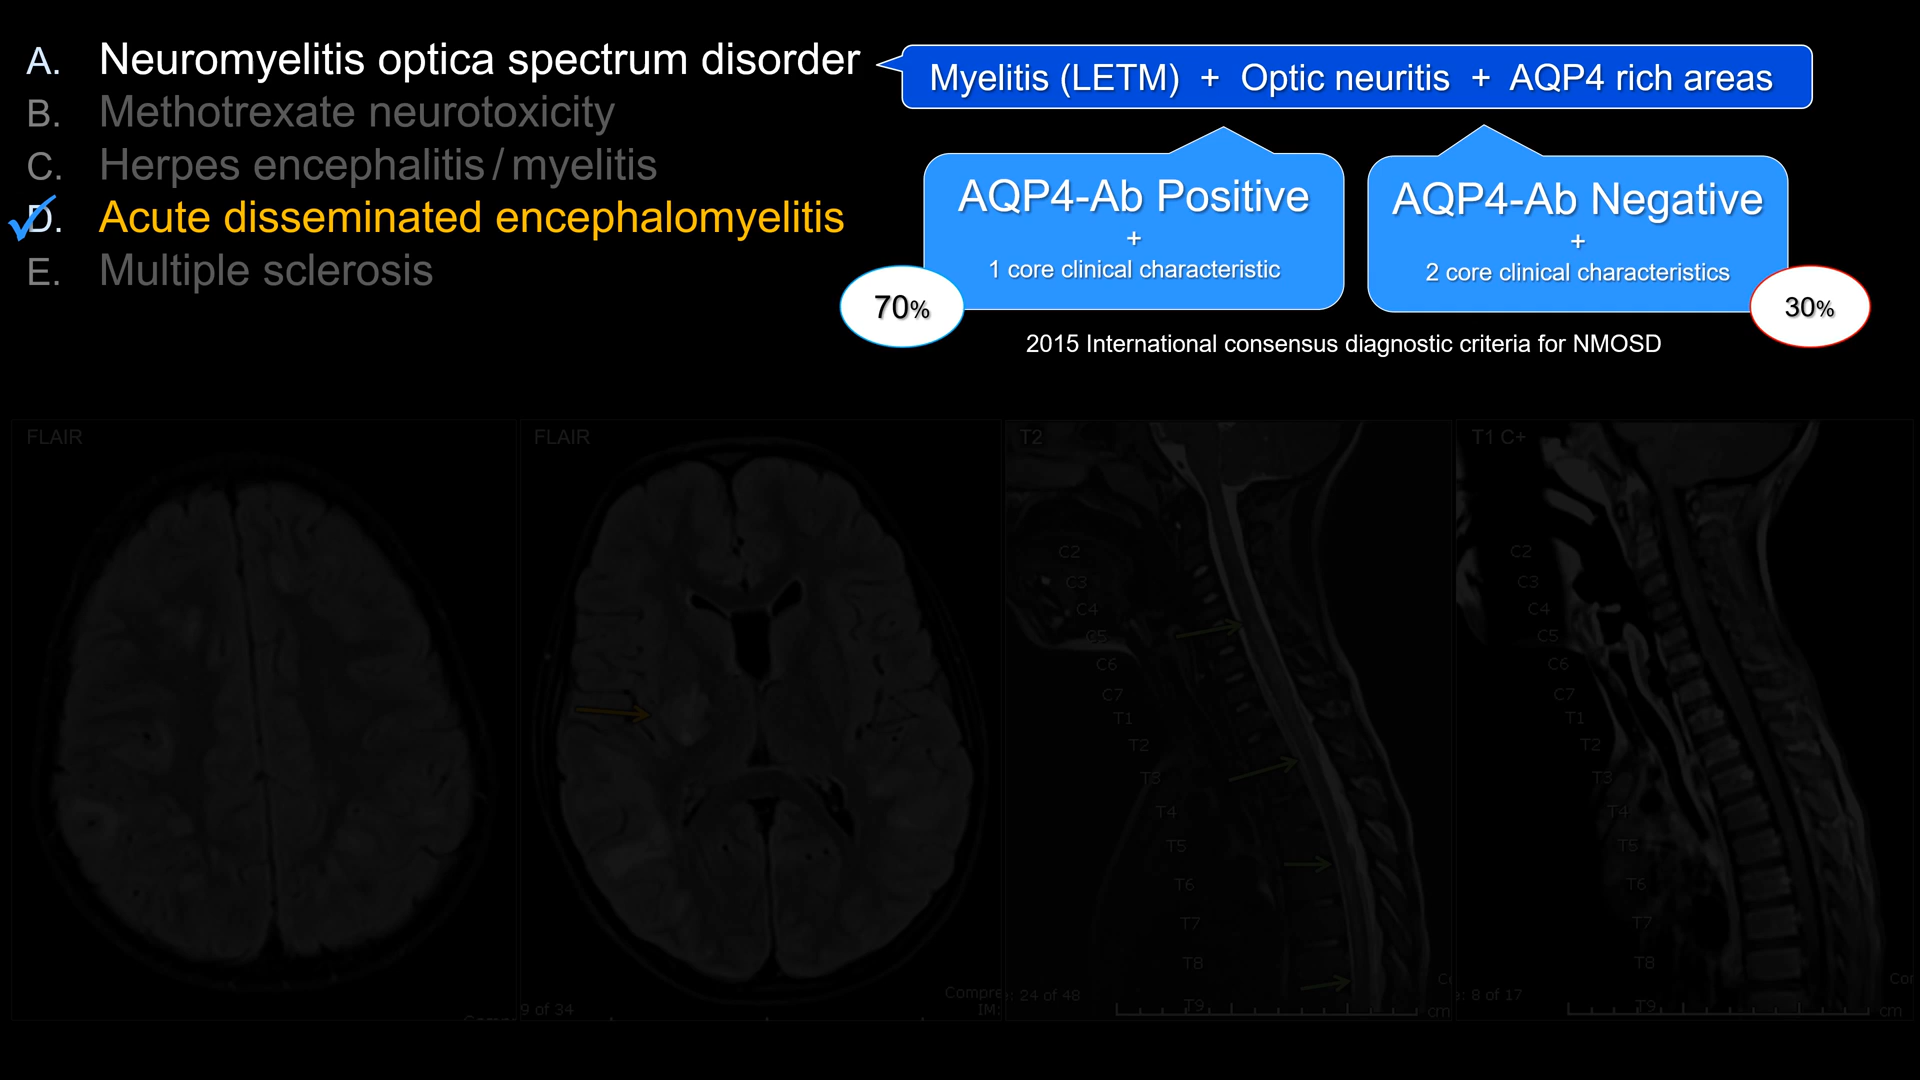 A. Neuromyelitis optica spectrum disorder
B. Methotrexate neurotoxicity
C. Herpes encephalitis / myelitis
D. Acute disseminated encephalomyelitis
E. Multiple sclerosis
Myelitis (LETM) + Optic neuritis + AQP4 rich areas
AQP4-Ab Positive
+
1 core clinical characteristic
70%
AQP4-Ab Negative
+
2 core clinical characteristics
30%
2015 International consensus diagnostic criteria for NMOSD
FLAIR
FLAIR
9 of 34
Compre
IM:
T2
C2
C3
C4
C5
C6
C7
T1
T2
T3
T4
T5
T6
T7
T8
T9
: 24 of 48
Co
cm
T1 C+
C2
C3
C4
C5
C6
C7
T1
T2
T3
T4
T5
T6
T7
T8
T9
e: 8 of 17
Cor
cm